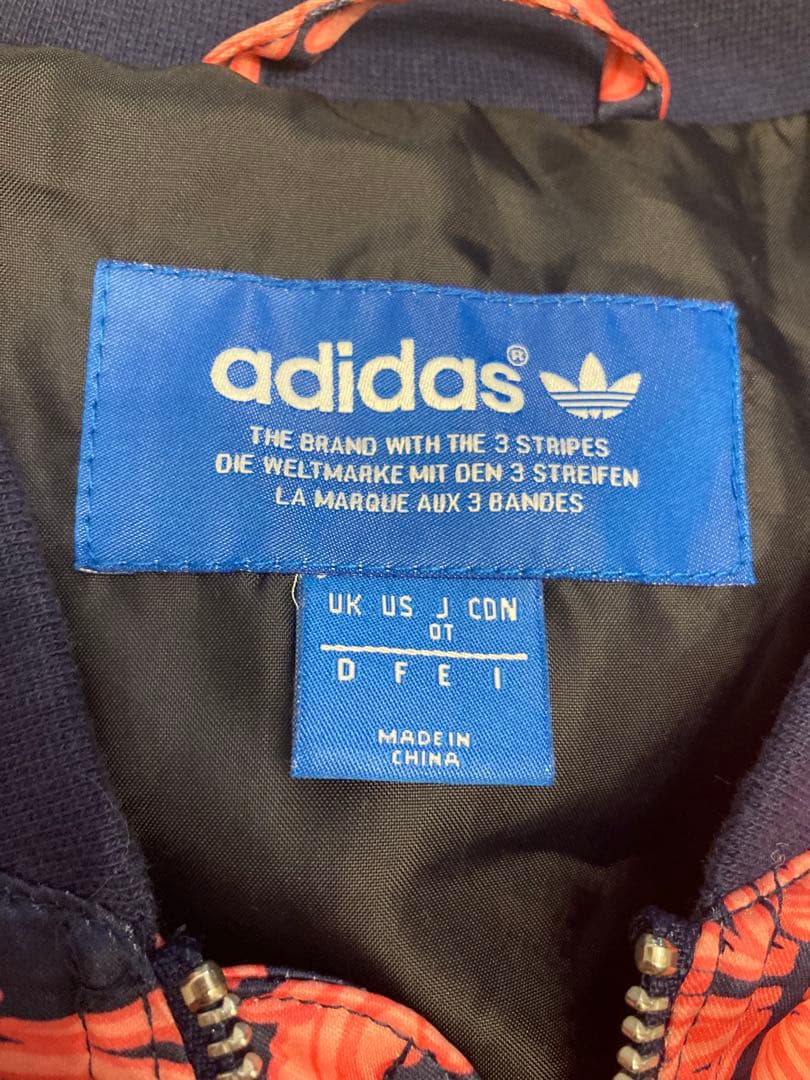 adidas®
THE BRAND WITH THE 3 STRIPES
DIE WELTMARKE MIT DEN 3 STREIFEN
LA MARQUE AUX 3 BANDES
UK US J CDN
OT
D F E I
MADE IN
CHINA